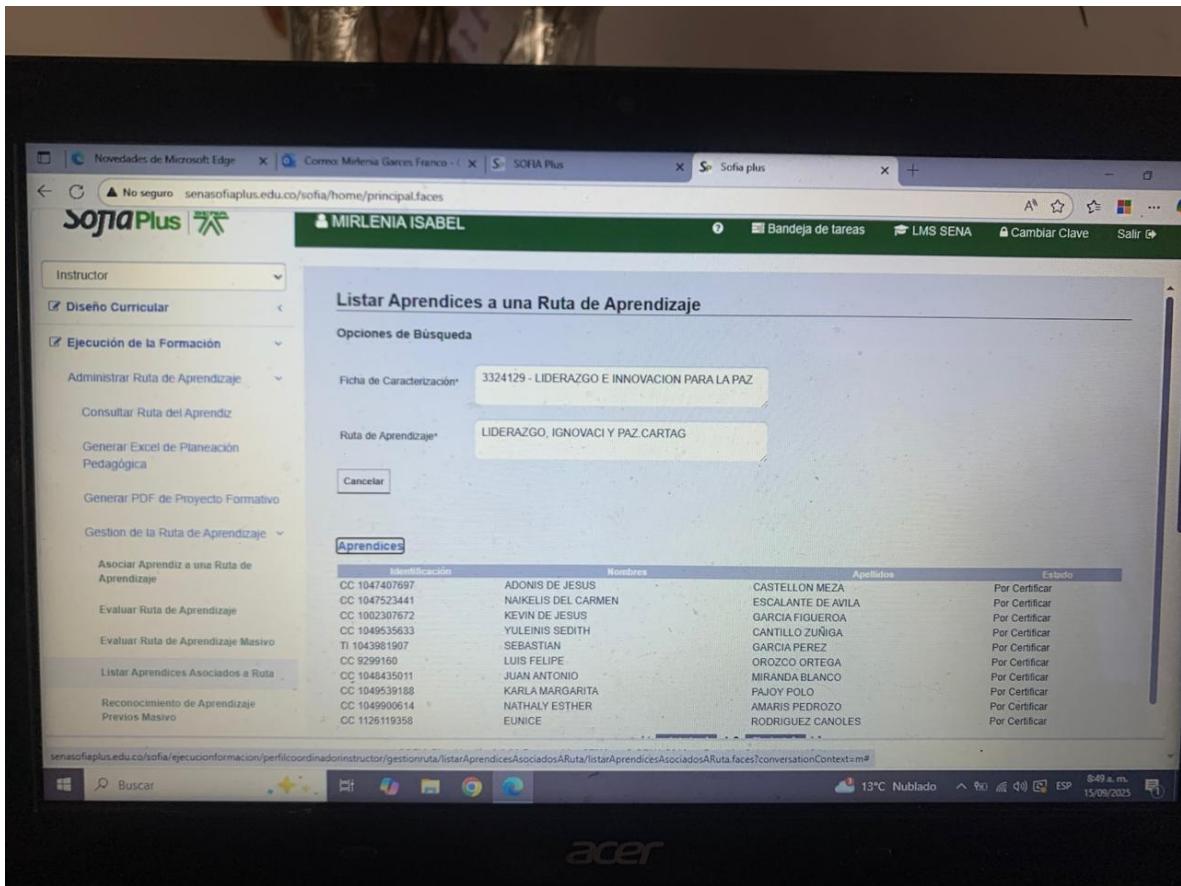 Novedades de Microsoft Edge
Correo: Mirlenia Garces Franco - (
SOFIA Plus
Sofia plus
No seguro senasofiaplus.edu.co/sofia/home/principal.faces
Sofia Plus
MIRLENIA ISABEL
Bandeja de tareas
LMS SENA
Cambiar Clave
Salir
Instructor
Diseño Curricular
Ejecución de la Formación
Administrar Ruta de Aprendizaje
Consultar Ruta del Aprendiz
Generar Excel de Planeación
Pedagógica
Generar PDF de Proyecto Formativo
Gestion de la Ruta de Aprendizaje
Asociar Aprendiz a una Ruta de
Aprendizaje
Evaluar Ruta de Aprendizaje
Evaluar Ruta de Aprendizaje Masivo
Listar Aprendices Asociados a Ruta
Reconocimiento de Aprendizaje
Previos Masivo
Listar Aprendices a una Ruta de Aprendizaje
Opciones de Búsqueda
Ficha de Caracterización* 3324129 - LIDERAZGO E INNOVACION PARA LA PAZ
Ruta de Aprendizaje* LIDERAZGO, IGNOVACI Y PAZ.CARTAG
Cancelar
Aprendices
Identificación Nombres Apellidos Estado
CC 1047407697 ADONIS DE JESUS CASTELLON MEZA Por Certificar
CC 1047523441 NAIKELIS DEL CARMEN ESCALANTE DE AVILA Por Certificar
CC 1002307672 KEVIN DE JESUS GARCIA FIGUEROA Por Certificar
CC 1049535633 YULEINIS SEDITH CANTILLO ZUÑIGA Por Certificar
TI 1043981907 SEBASTIAN GARCIA PEREZ Por Certificar
CC 9299160 LUIS FELIPE OROZCO ORTEGA Por Certificar
CC 1048435011 JUAN ANTONIO MIRANDA BLANCO Por Certificar
CC 1049539188 KARLA MARGARITA PAJOY POLO Por Certificar
CC 1049900614 NATHALY ESTHER AMARIS PEDROZO Por Certificar
CC 1126119358 EUNICE RODRIGUEZ CANOLES Por Certificar
senasofiaplus.edu.co/sofia/ejecucionformacion/perfilcoordinadorinstructor/gestionruta/listarAprendicesAsociadosARuta/listarAprendicesAsociadosARuta.faces?conversationContext=m#
Buscar
13°C Nublado
ESP
8:49 a. m.
15/09/2025
acer